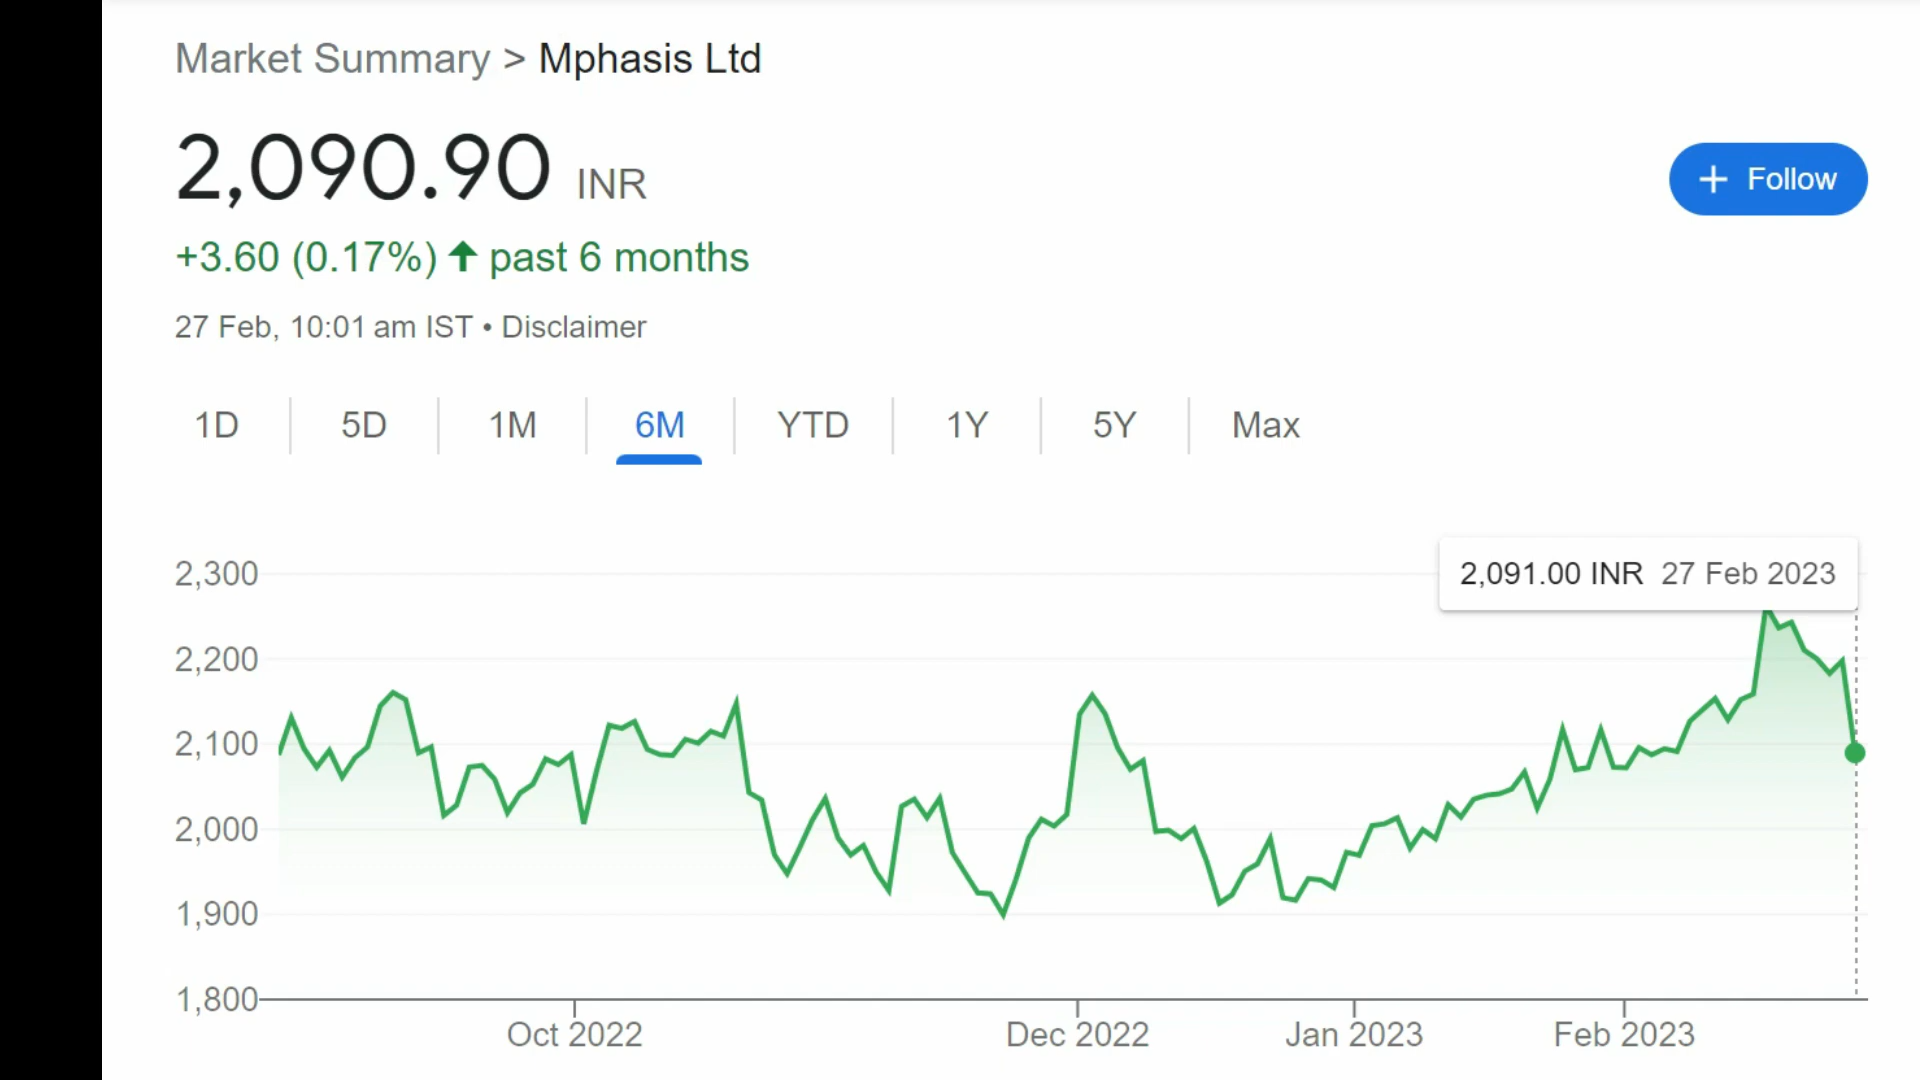 Market Summary > Mphasis Ltd
2,090.90 INR
+ Follow
+3.60 (0.17%) ↑ past 6 months
27 Feb, 10:01 am IST • Disclaimer
1D 5D 1M 6M YTD 1Y 5Y Max
2,091.00 INR 27 Feb 2023
2,300
2,200
2,100
2,000
1,900
1,800
Oct 2022 Dec 2022 Jan 2023 Feb 2023